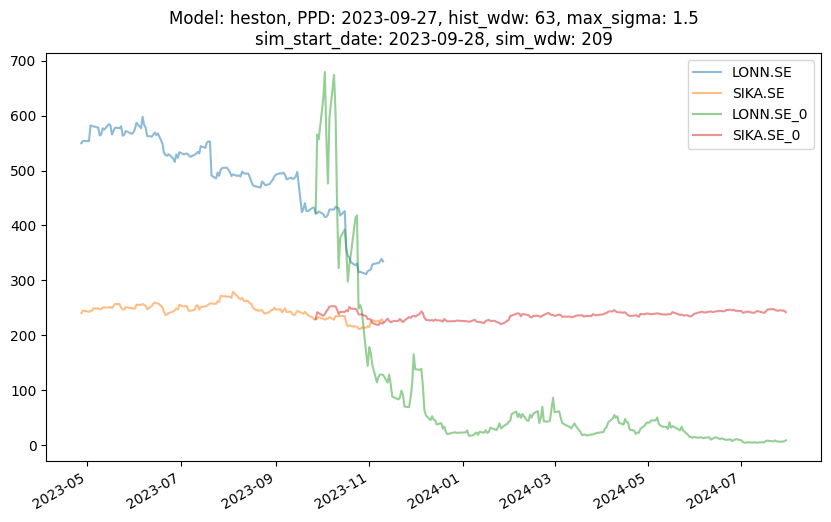 Model: heston, PPD: 2023-09-27, hist_wdw: 63, max_sigma: 1.5
sim_start_date: 2023-09-28, sim_wdw: 209
LONN.SE
SIKA.SE
LONN.SE_0
SIKA.SE_0
700
600
500
400
300
200
100
0
2023-05
2023-07
2023-09
2023-11
2024-01
2024-03
2024-05
2024-07